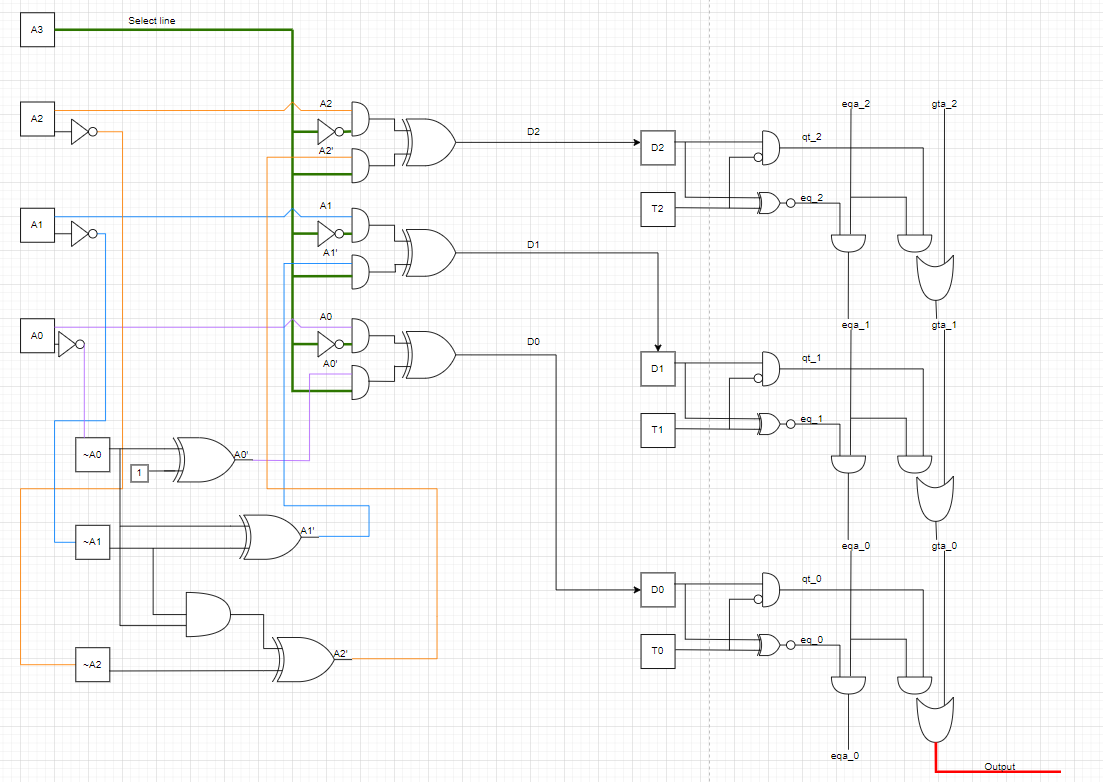 A3
Select line
A2
A2
eqa_2
gta_2
D2
D2
qt_2
A2'
T2
eq_2
A1
A1
D1
A1'
A0
A0
eqa_1
gta_1
D0
D1
qt_1
A0'
T1
eq_1
~A0
A0'
1
~A1
A1'
eqa_0
gta_0
D0
qt_0
T0
eq_0
~A2
A2'
eqa_0
Output